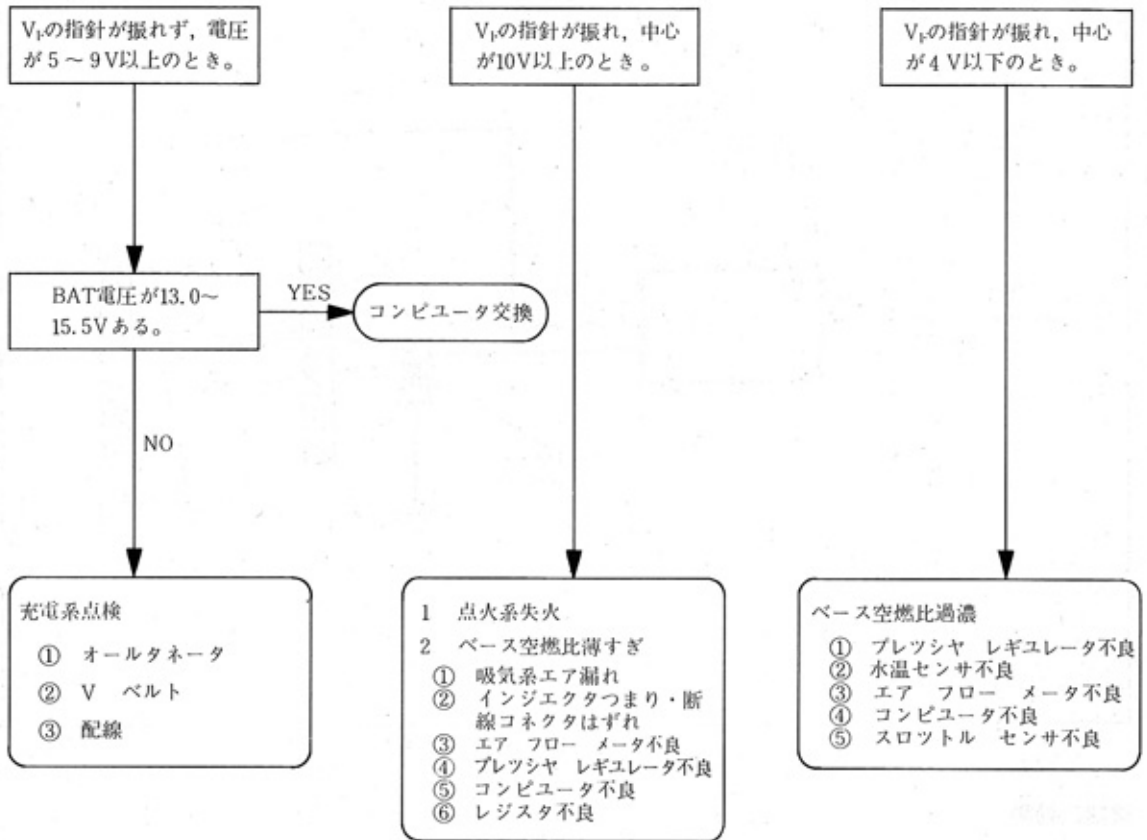 VFの指針が振れず，電圧
が5～9V以上のとき。
VFの指針が振れ，中心
が10V以上のとき。
VFの指針が振れ，中心
が4V以下のとき。
BAT電圧が13.0～
15.5Vある。
YES
コンピユータ交換
NO
充電系点検
① オールタネータ
② V ベルト
③ 配線
1 点火系失火
2 ベース空燃比薄すぎ
① 吸気系エア漏れ
② インジエクタつまり・断
線コネクタはずれ
③ エア フロー メータ不良
④ プレツシヤ レギユレータ不良
⑤ コンピユータ不良
⑥ レジスタ不良
ベース空燃比過濃
① プレツシヤ レギユレータ不良
② 水温センサ不良
③ エア フロー メータ不良
④ コンピユータ不良
⑤ スロツトル センサ不良